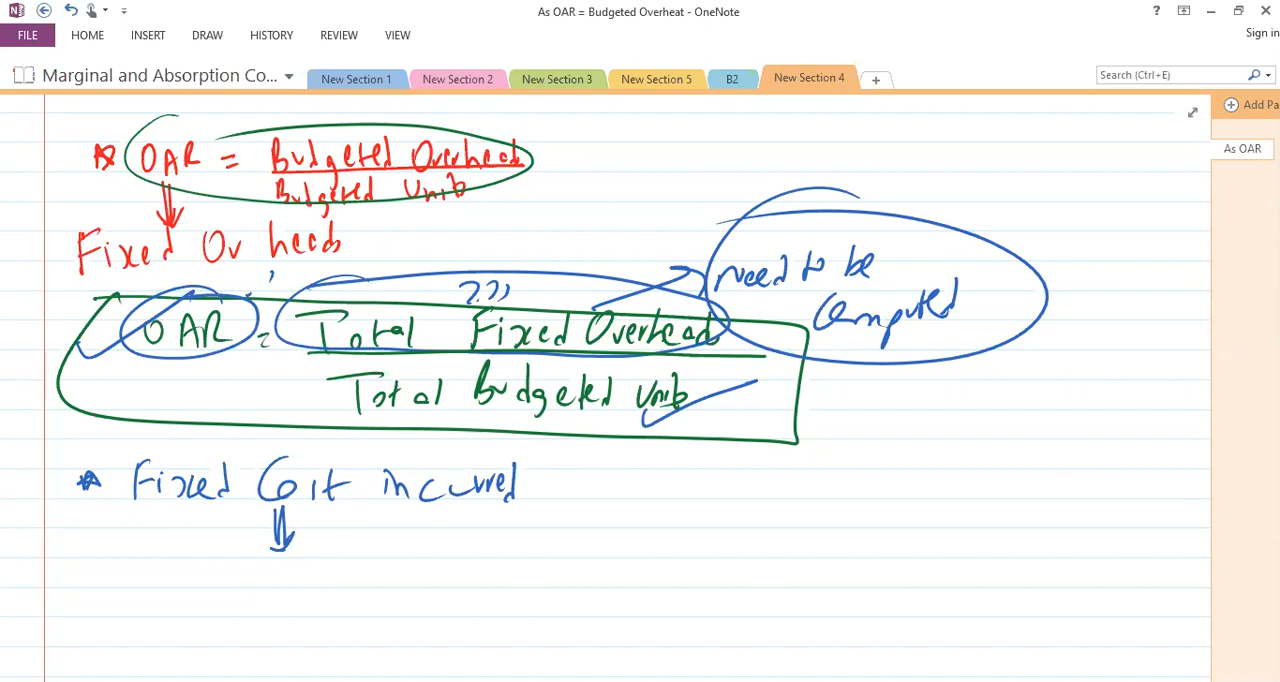 As OAR = Budgeted Overheat - OneNote
?
Sign in
FILE HOME INSERT DRAW HISTORY REVIEW VIEW
Marginal and Absorption Co...
New Section 1 New Section 2 New Section 3 New Section 5 B2 New Section 4 +
Search (Ctrl+E)
Add Pa
As OAR
OAR = Budgeted Overhead
Budgeted Units
Fixed Ov heads
need to be
computed
???
OAR = Total Fixed Overhead
Total Budgeted Units
Fixed Cost incurred